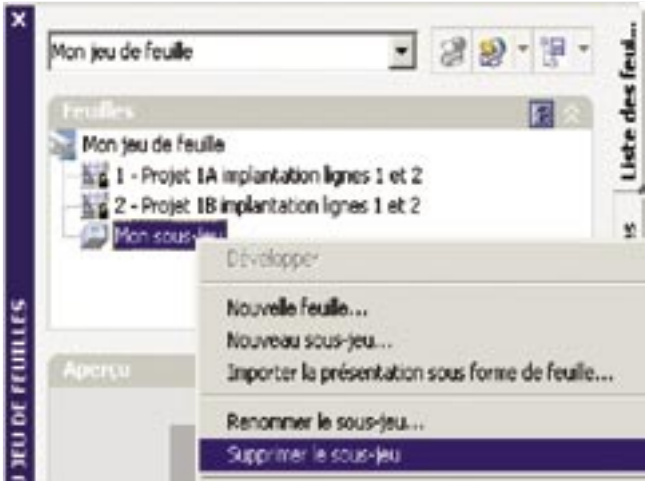 Mon jeu de feuille
Feuilles
Mon jeu de feuille
1 - Projet 1A implantation lignes 1 et 2
2 - Projet 1B implantation lignes 1 et 2
Mon sous-jeu
Développer
Nouvelle feuille...
Nouveau sous-jeu...
Importer la présentation sous forme de feuille...
Renommer le sous-jeu...
Supprimer le sous-jeu
Aperçu
Liste des feui...
JEU DE FEUILLES